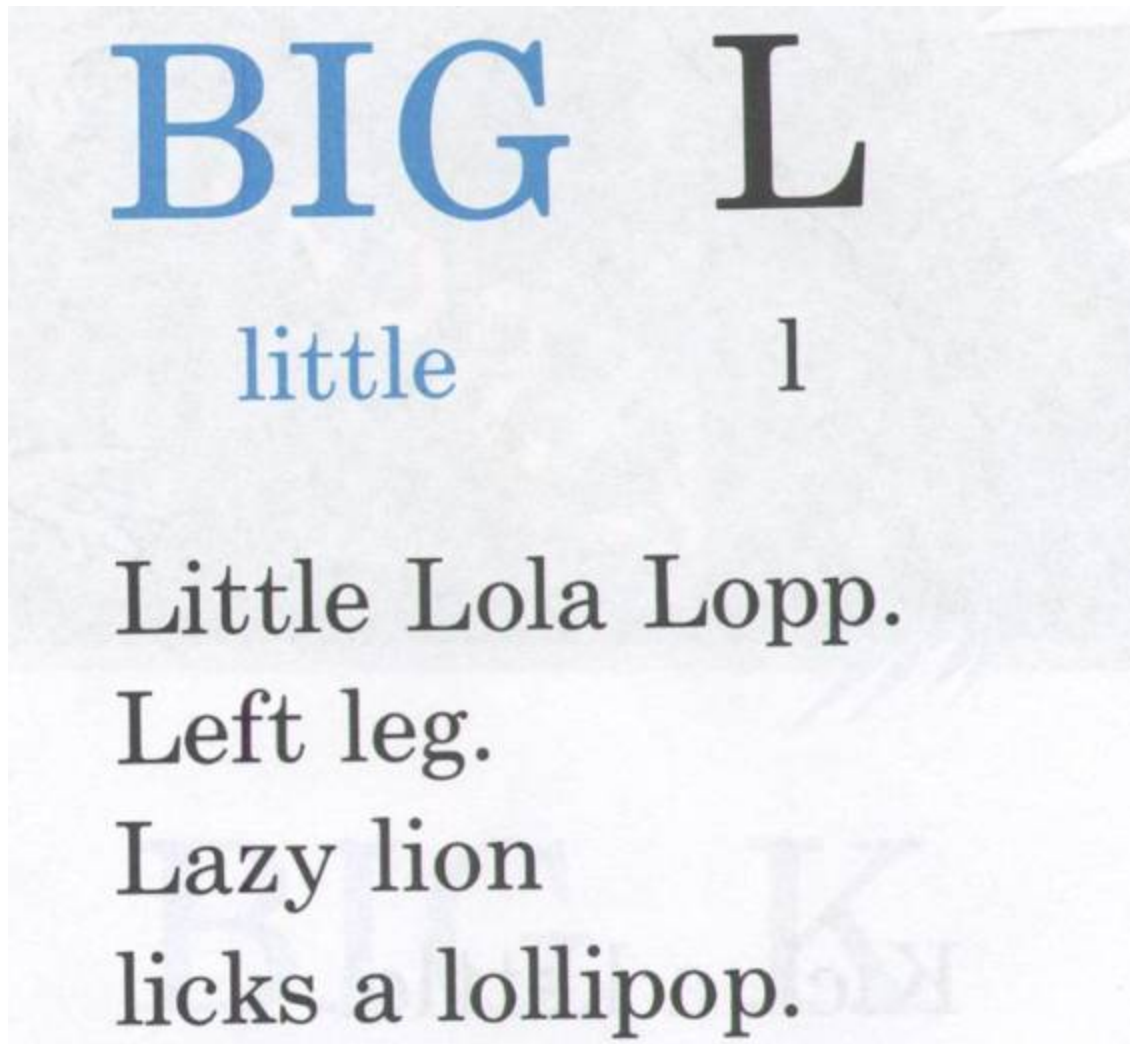 BIG L
little l
Little Lola Lopp.
Left leg.
Lazy lion
licks a lollipop.